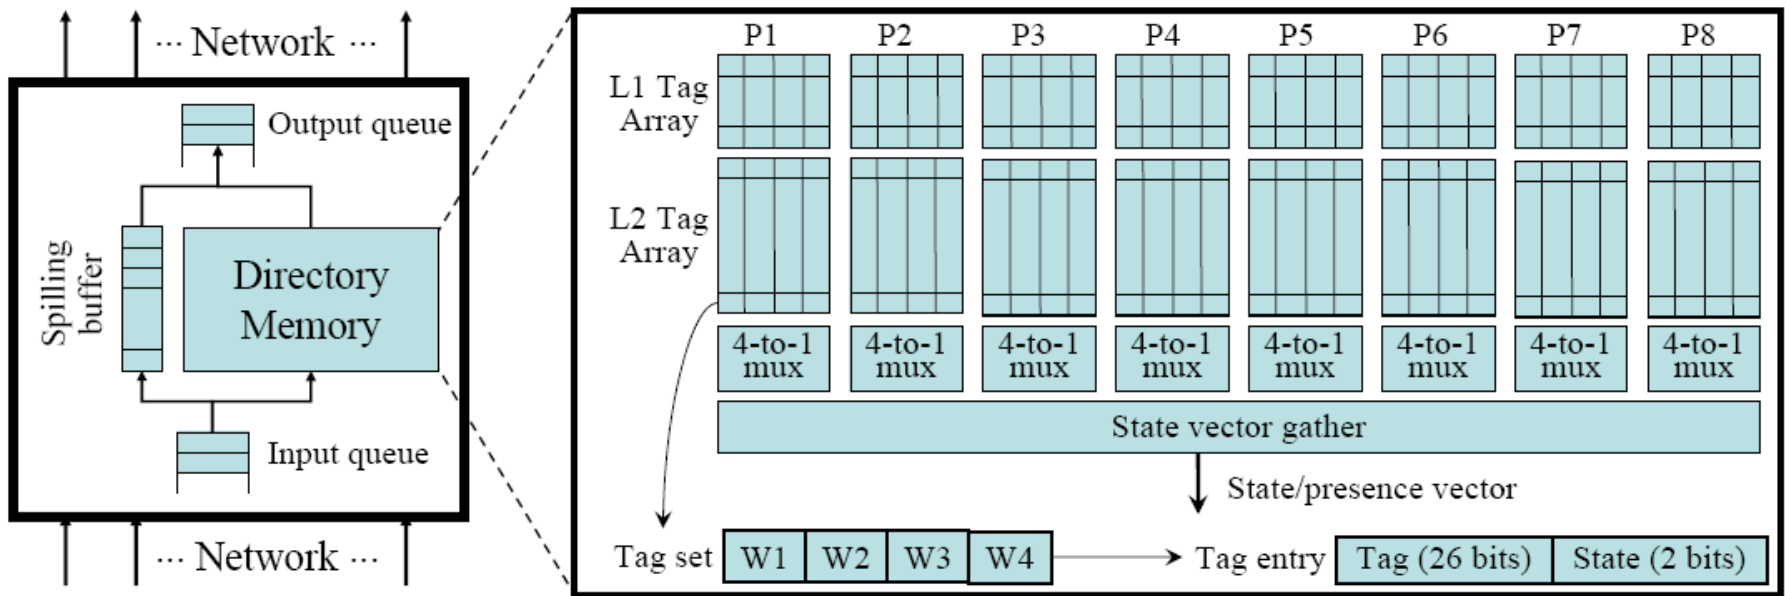 ··· Network ···
Output queue
Spilling
buffer
Directory
Memory
Input queue
··· Network ···
P1 P2 P3 P4 P5 P6 P7 P8
L1 Tag
Array
L2 Tag
Array
4-to-1 4-to-1 4-to-1 4-to-1 4-to-1 4-to-1 4-to-1 4-to-1
mux mux mux mux mux mux mux mux
State vector gather
State/presence vector
Tag set W1 W2 W3 W4 Tag entry Tag (26 bits) State (2 bits)